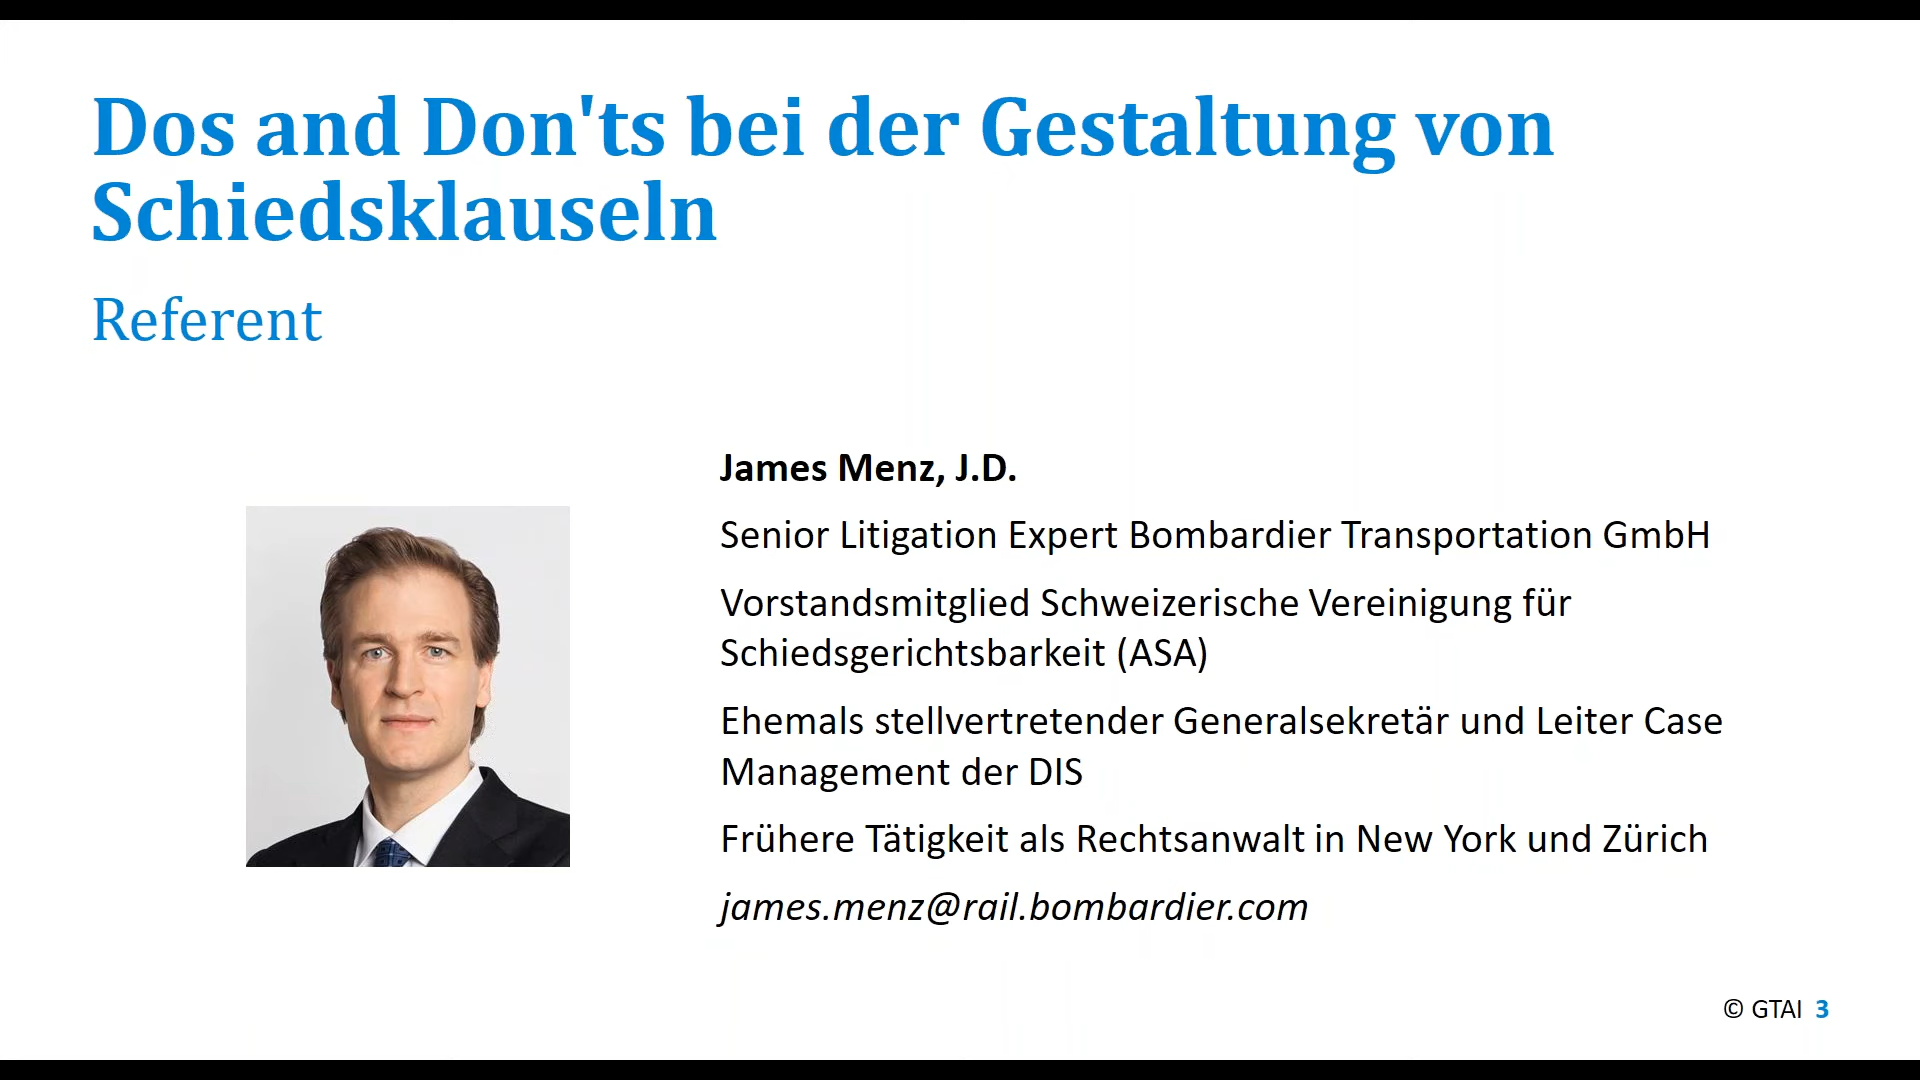 Dos and Don'ts bei der Gestaltung von
Schiedsklauseln
Referent
James Menz, J.D.
Senior Litigation Expert Bombardier Transportation GmbH
Vorstandsmitglied Schweizerische Vereinigung für
Schiedsgerichtsbarkeit (ASA)
Ehemals stellvertretender Generalsekretär und Leiter Case
Management der DIS
Frühere Tätigkeit als Rechtsanwalt in New York und Zürich
james.menz@rail.bombardier.com
© GTAI 3